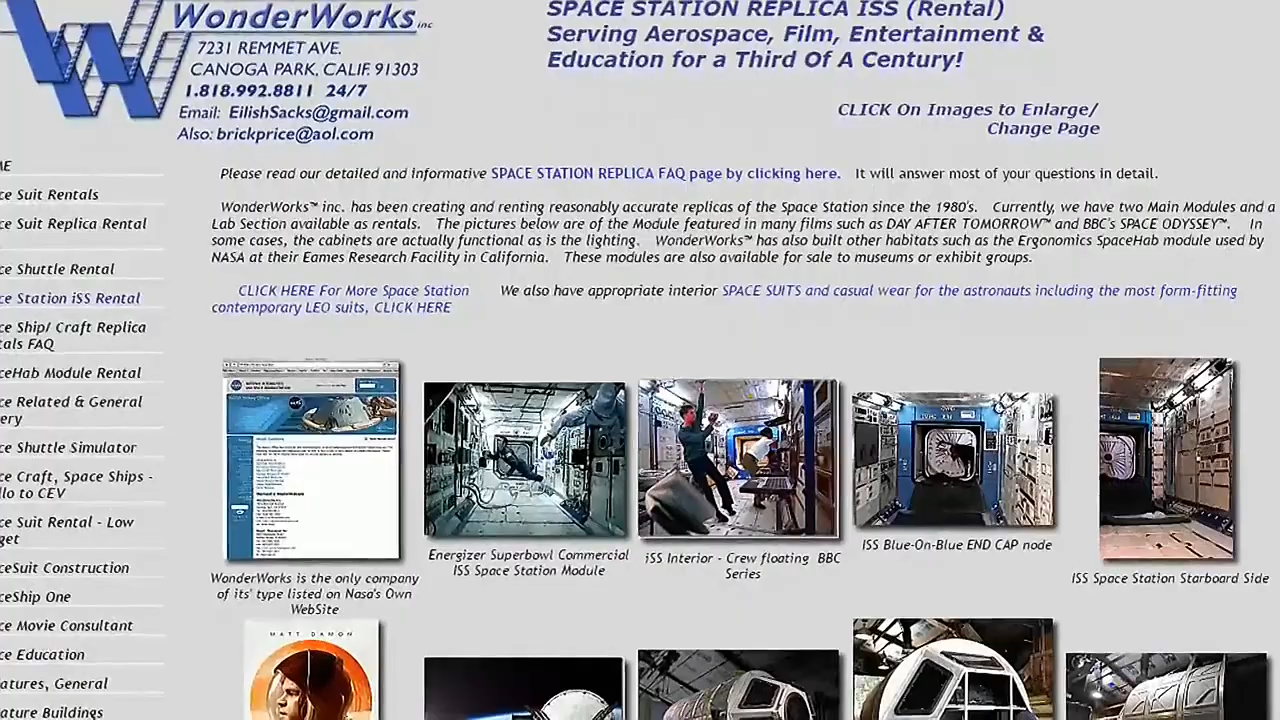 WonderWorks inc
7231 REMMET AVE.
CANOGA PARK, CALIF. 91303
1.818.992.8811 24/7
Email: EilishSacks@gmail.com
Also: brickprice@aol.com
SPACE STATION REPLICA ISS (Rental)
Serving Aerospace, Film, Entertainment &
Education for a Third Of A Century!
CLICK On Images to Enlarge/
Change Page
ME
ce Suit Rentals
ce Suit Replica Rental
ce Shuttle Rental
ce Station iSS Rental
ce Ship/ Craft Replica
tals FAQ
ceHab Module Rental
ce Related & General
ery
ce Shuttle Simulator
ce Craft, Space Ships -
llo to CEV
ce Suit Rental - Low
get
ceSuit Construction
ceShip One
ce Movie Consultant
ce Education
atures, General
ature Buildings
Please read our detailed and informative SPACE STATION REPLICA FAQ page by clicking here. It will answer most of your questions in detail.
WonderWorks™ inc. has been creating and renting reasonably accurate replicas of the Space Station since the 1980's. Currently, we have two Main Modules and a
Lab Section available as rentals. The pictures below are of the Module featured in many films such as DAY AFTER TOMORROW™ and BBC's SPACE ODYSSEY™. In
some cases, the cabinets are actually functional as is the lighting. WonderWorks™ has also built other habitats such as the Ergonomics SpaceHab module used by
NASA at their Eames Research Facility in California. These modules are also available for sale to museums or exhibit groups.
CLICK HERE For More Space Station We also have appropriate interior SPACE SUITS and casual wear for the astronauts including the most form-fitting
contemporary LEO suits, CLICK HERE
WonderWorks is the only company
of its' type listed on Nasa's Own
WebSite
Energizer Superbowl Commercial
ISS Space Station Module
iSS Interior - Crew floating BBC
Series
ISS Blue-On-Blue END CAP node
ISS Space Station Starboard Side
MATT DAMON